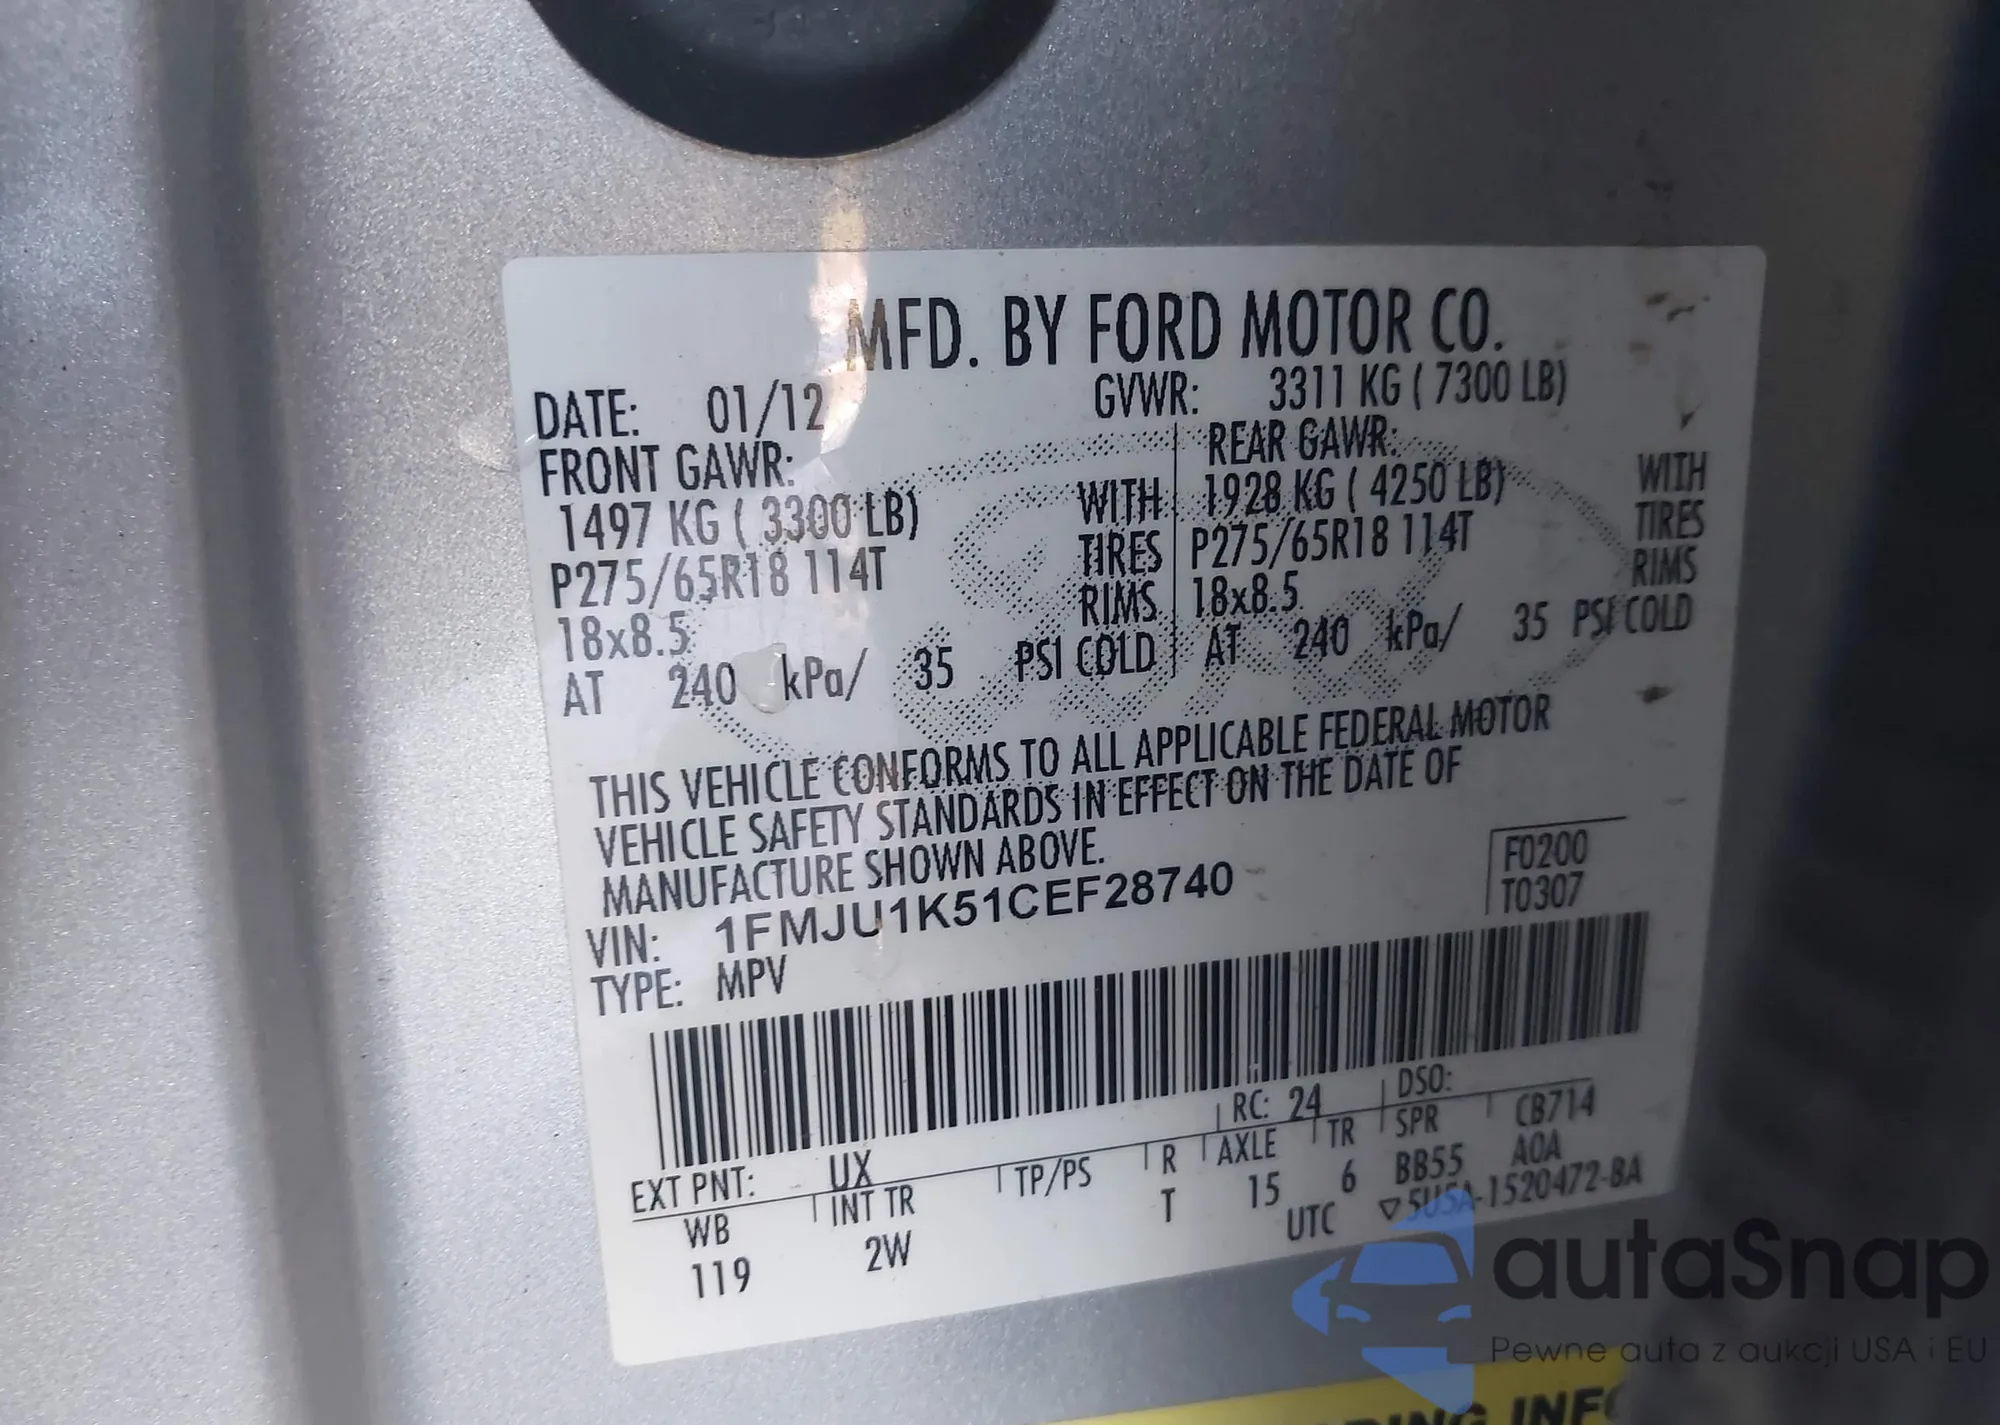 MFD. BY FORD MOTOR CO.
DATE: 01/12 GVWR: 3311 KG ( 7300 LB)
FRONT GAWR: REAR GAWR:
1497 KG ( 3300 LB) WITH 1928 KG ( 4250 LB) WITH
P275/65R18 114T TIRES P275/65R18 114T TIRES
18x8.5 RIMS 18x8.5 RIMS
AT 240 kPa/ 35 PSI COLD AT 240 kPa/ 35 PSI COLD
THIS VEHICLE CONFORMS TO ALL APPLICABLE FEDERAL MOTOR
VEHICLE SAFETY STANDARDS IN EFFECT ON THE DATE OF
MANUFACTURE SHOWN ABOVE.
F0200
VIN: 1FMJU1K51CEF28740 T0307
TYPE: MPV
EXT PNT: UX RC: 24 DSO:
WB INT TR TP/PS R AXLE TR SPR CB714
119 2W T 15 6 BB55 A0A
UTC ▽5U5A-1520472-BA
autaSnap
Pewne auta z aukcji USA i EU